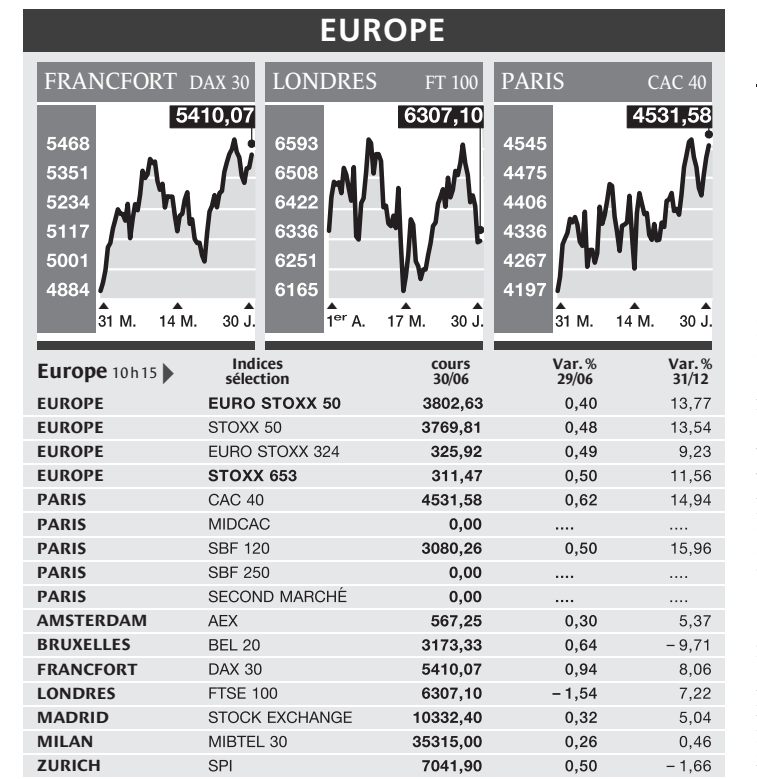 EUROPE
FRANCFORT DAX 30
5410,07
5468
5351
5234
5117
5001
4884
31 M. 14 M. 30 J.
LONDRES FT 100
6307,10
6593
6508
6422
6336
6251
6165
1er A. 17 M. 30 J.
PARIS CAC 40
4531,58
4545
4475
4406
4336
4267
4197
31 M. 14 M. 30 J.
Europe 10h15 Indices sélection cours 30/06 Var. % 29/06 Var. % 31/12
EUROPE EURO STOXX 50 3802,63 0,40 13,77
EUROPE STOXX 50 3769,81 0,48 13,54
EUROPE EURO STOXX 324 325,92 0,49 9,23
EUROPE STOXX 653 311,47 0,50 11,56
PARIS CAC 40 4531,58 0,62 14,94
PARIS MIDCAC 0,00 .... ....
PARIS SBF 120 3080,26 0,50 15,96
PARIS SBF 250 0,00 .... ....
PARIS SECOND MARCHÉ 0,00 .... ....
AMSTERDAM AEX 567,25 0,30 5,37
BRUXELLES BEL 20 3173,33 0,64 – 9,71
FRANCFORT DAX 30 5410,07 0,94 8,06
LONDRES FTSE 100 6307,10 – 1,54 7,22
MADRID STOCK EXCHANGE 10332,40 0,32 5,04
MILAN MIBTEL 30 35315,00 0,26 0,46
ZURICH SPI 7041,90 0,50 – 1,66